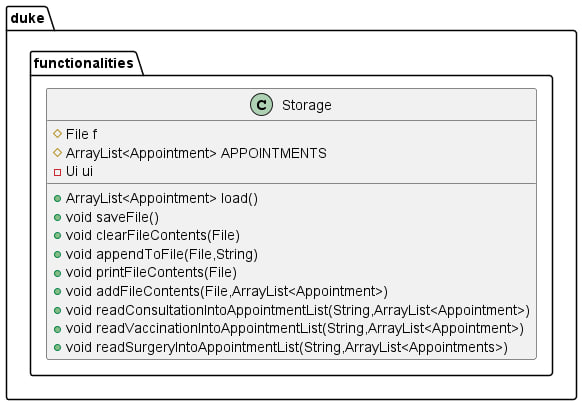 duke
functionalities
C Storage
File f
ArrayList<Appointment> APPOINTMENTS
Ui ui
ArrayList<Appointment> load()
void saveFile()
void clearFileContents(File)
void appendToFile(File,String)
void printFileContents(File)
void addFileContents(File,ArrayList<Appointment>)
void readConsultationIntoAppointmentList(String,ArrayList<Appointment>)
void readVaccinationIntoAppointmentList(String,ArrayList<Appointment>)
void readSurgeryIntoAppointmentList(String,ArrayList<Appointments>)